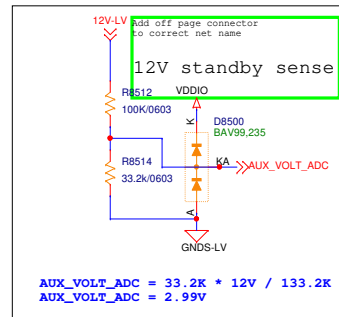 12V-LV
Add off page connector
to correct net name
12V standby sense
VDDIO
R8512
100K/0603
K
D8500
BAV99,235
R8514
33.2k/0603
KA
AUX_VOLT_ADC
A
GNDS-LV
AUX_VOLT_ADC = 33.2K * 12V / 133.2K
AUX_VOLT_ADC = 2.99V